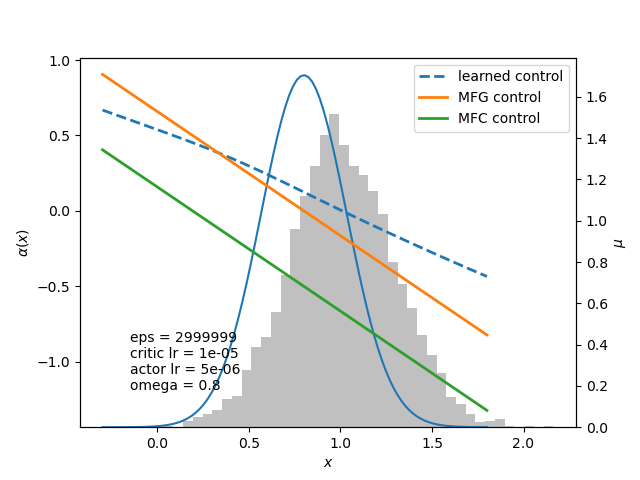 learned control
MFG control
MFC control
1.0
0.5
0.0
−0.5
−1.0
α(x)
1.6
1.4
1.2
1.0
0.8
0.6
0.4
0.2
0.0
μ
eps = 2999999
critic lr = 1e-05
actor lr = 5e-06
omega = 0.8
0.0 0.5 1.0 1.5 2.0
x